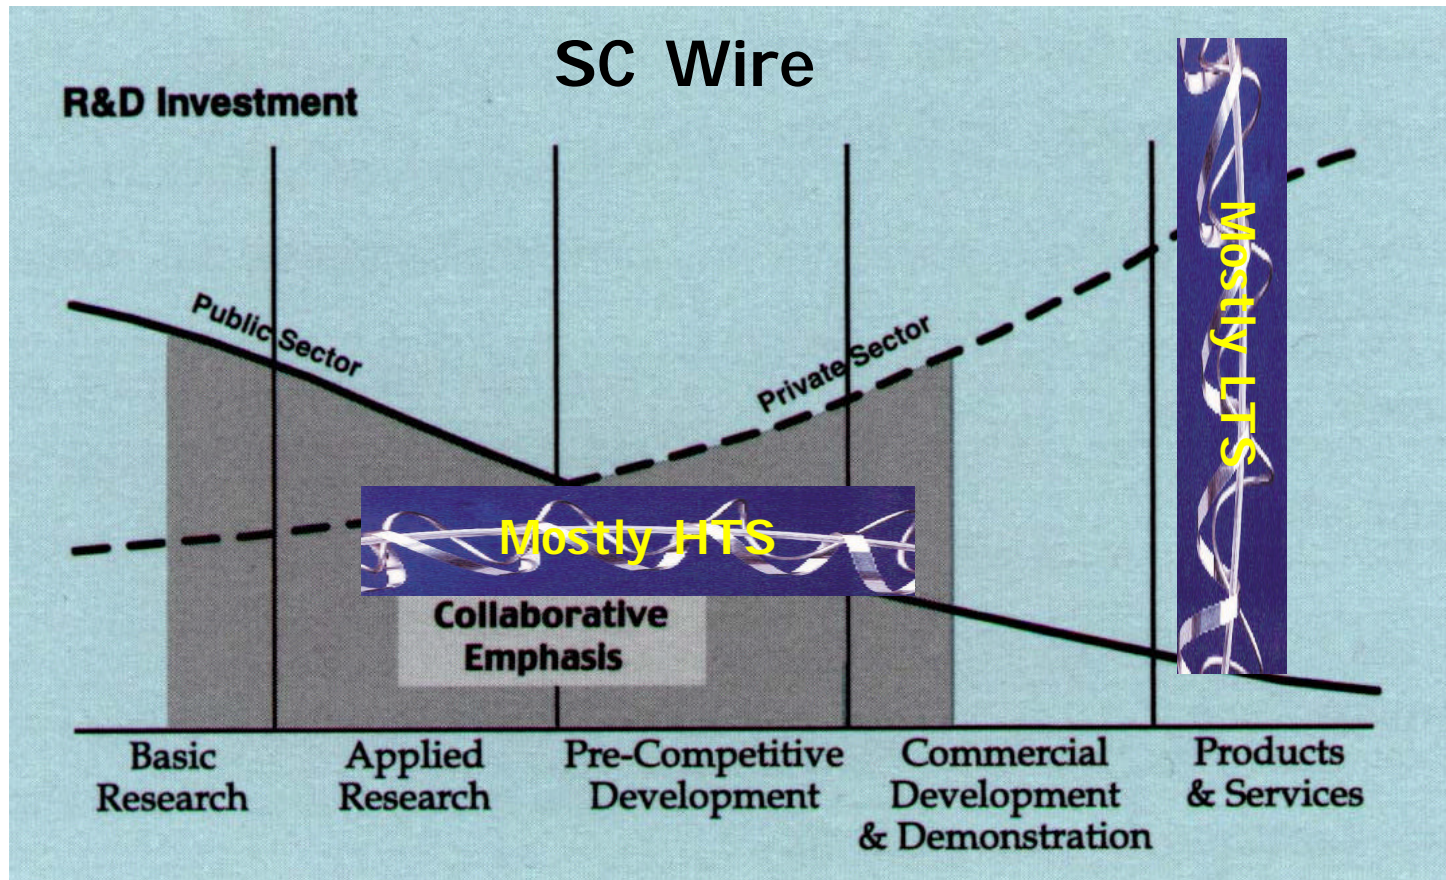 SC Wire
R&D Investment
Public Sector
Private Sector
Mostly LTS
Mostly HTS
Collaborative
Emphasis
Basic
Research
Applied
Research
Pre-Competitive
Development
Commercial
Development
& Demonstration
Products
& Services